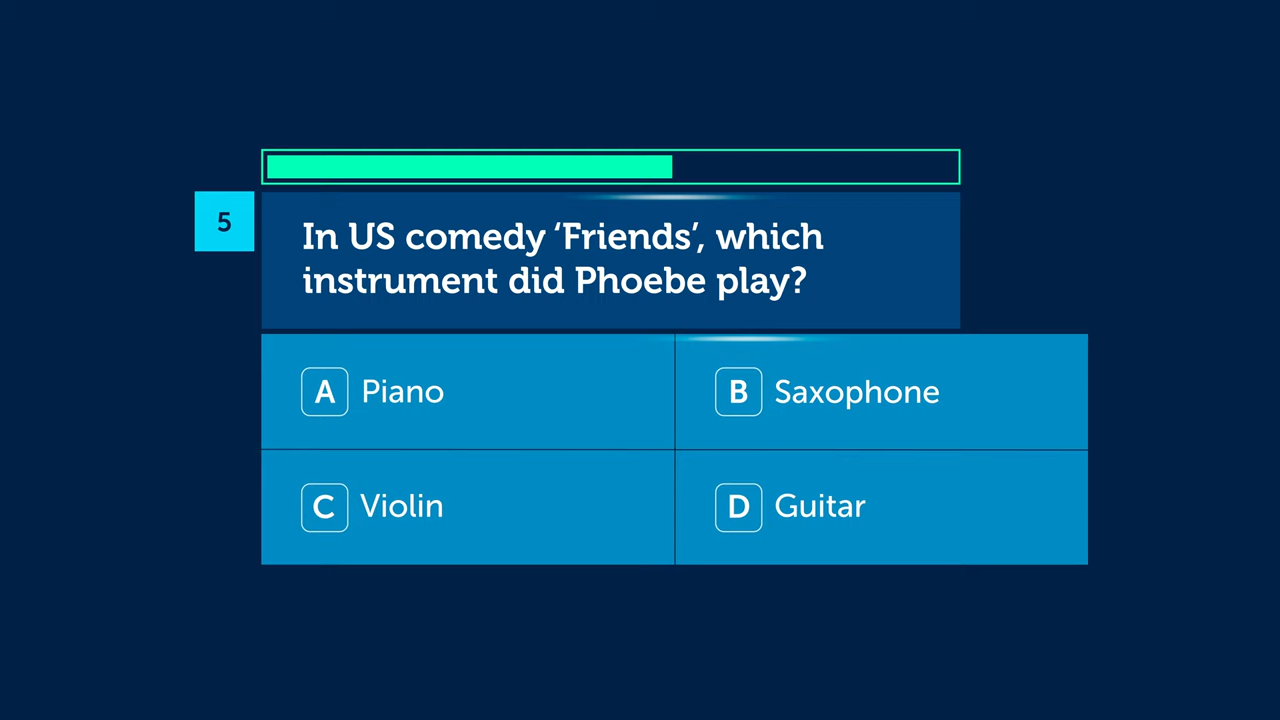 5
In US comedy ‘Friends’, which
instrument did Phoebe play?
A Piano
B Saxophone
C Violin
D Guitar